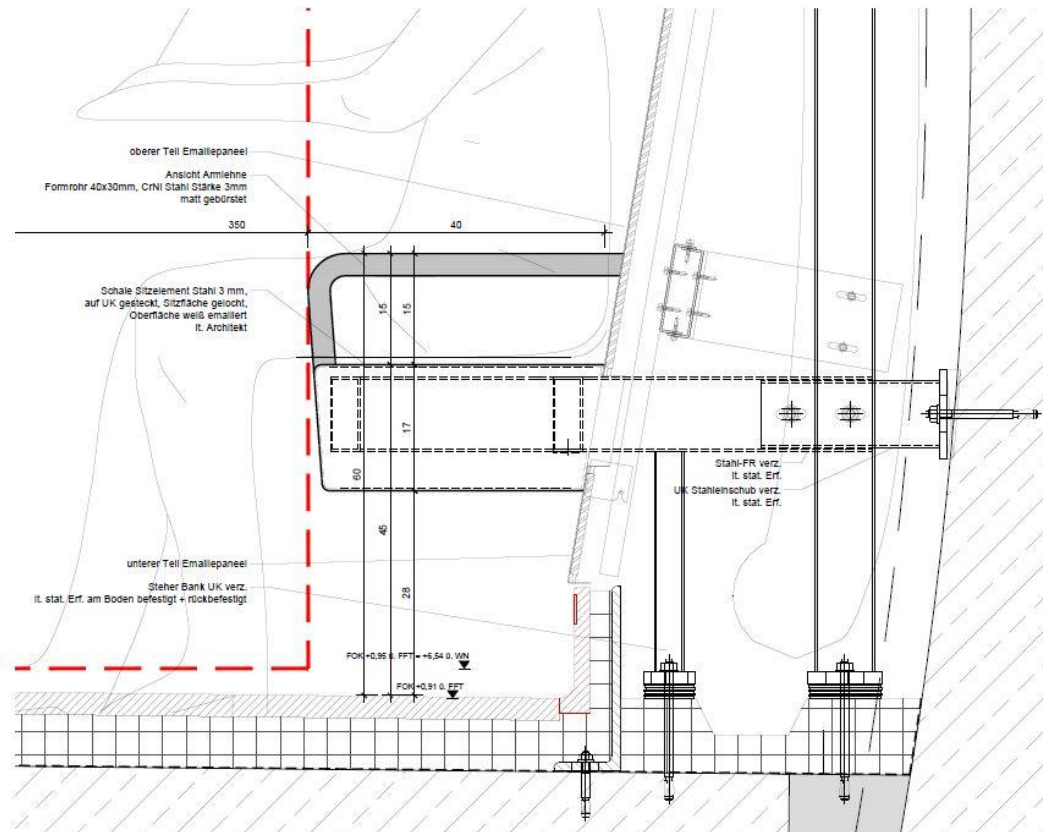 oberer Teil Emaillepaneel
Ansicht Armlehne
Formrohr 40x30mm, CrNi Stahl Stärke 3mm
matt gebürstet
350
40
Schale Sitzelement Stahl 3 mm,
auf UK gesteckt, Sitzfläche gelocht,
Oberfläche weiß emailliert
lt. Architekt
15
15
17
60
Stahl-FR verz.
lt. stat. Erf.
UK Stahleinschub verz.
lt. stat. Erf.
45
unterer Teil Emaillepaneel
Steher Bank UK verz.
lt. stat. Erf. am Boden befestigt + rückbefestigt
28
FOK +0,95 ü. FFT = +6,54 ü. WN
FOK +0,91 ü. FFT